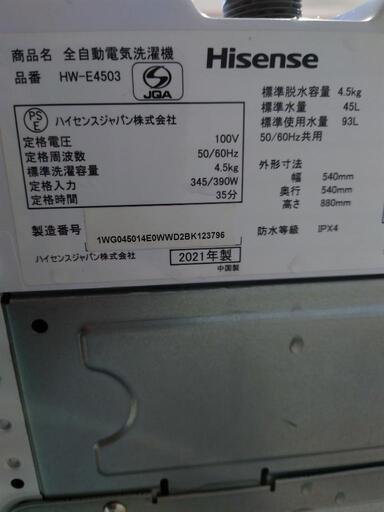 商品名 全自動電気洗濯機
品番 HW-E4503
JQA
Hisense
PS
E
ハイセンスジャパン株式会社
定格電圧 100V
定格周波数 50/60Hz
標準洗濯容量 4.5kg
定格入力 345/390W
定格時間 35分
標準脱水容量 4.5kg
標準水量 45L
標準使用水量 93L
50/60Hz共用
外形寸法
幅 540mm
奥行 540mm
高さ 880mm
防水等級 IPX4
製造番号 1WG045014E0WWD2BK123796
ハイセンスジャパン株式会社
2021年製
中国製